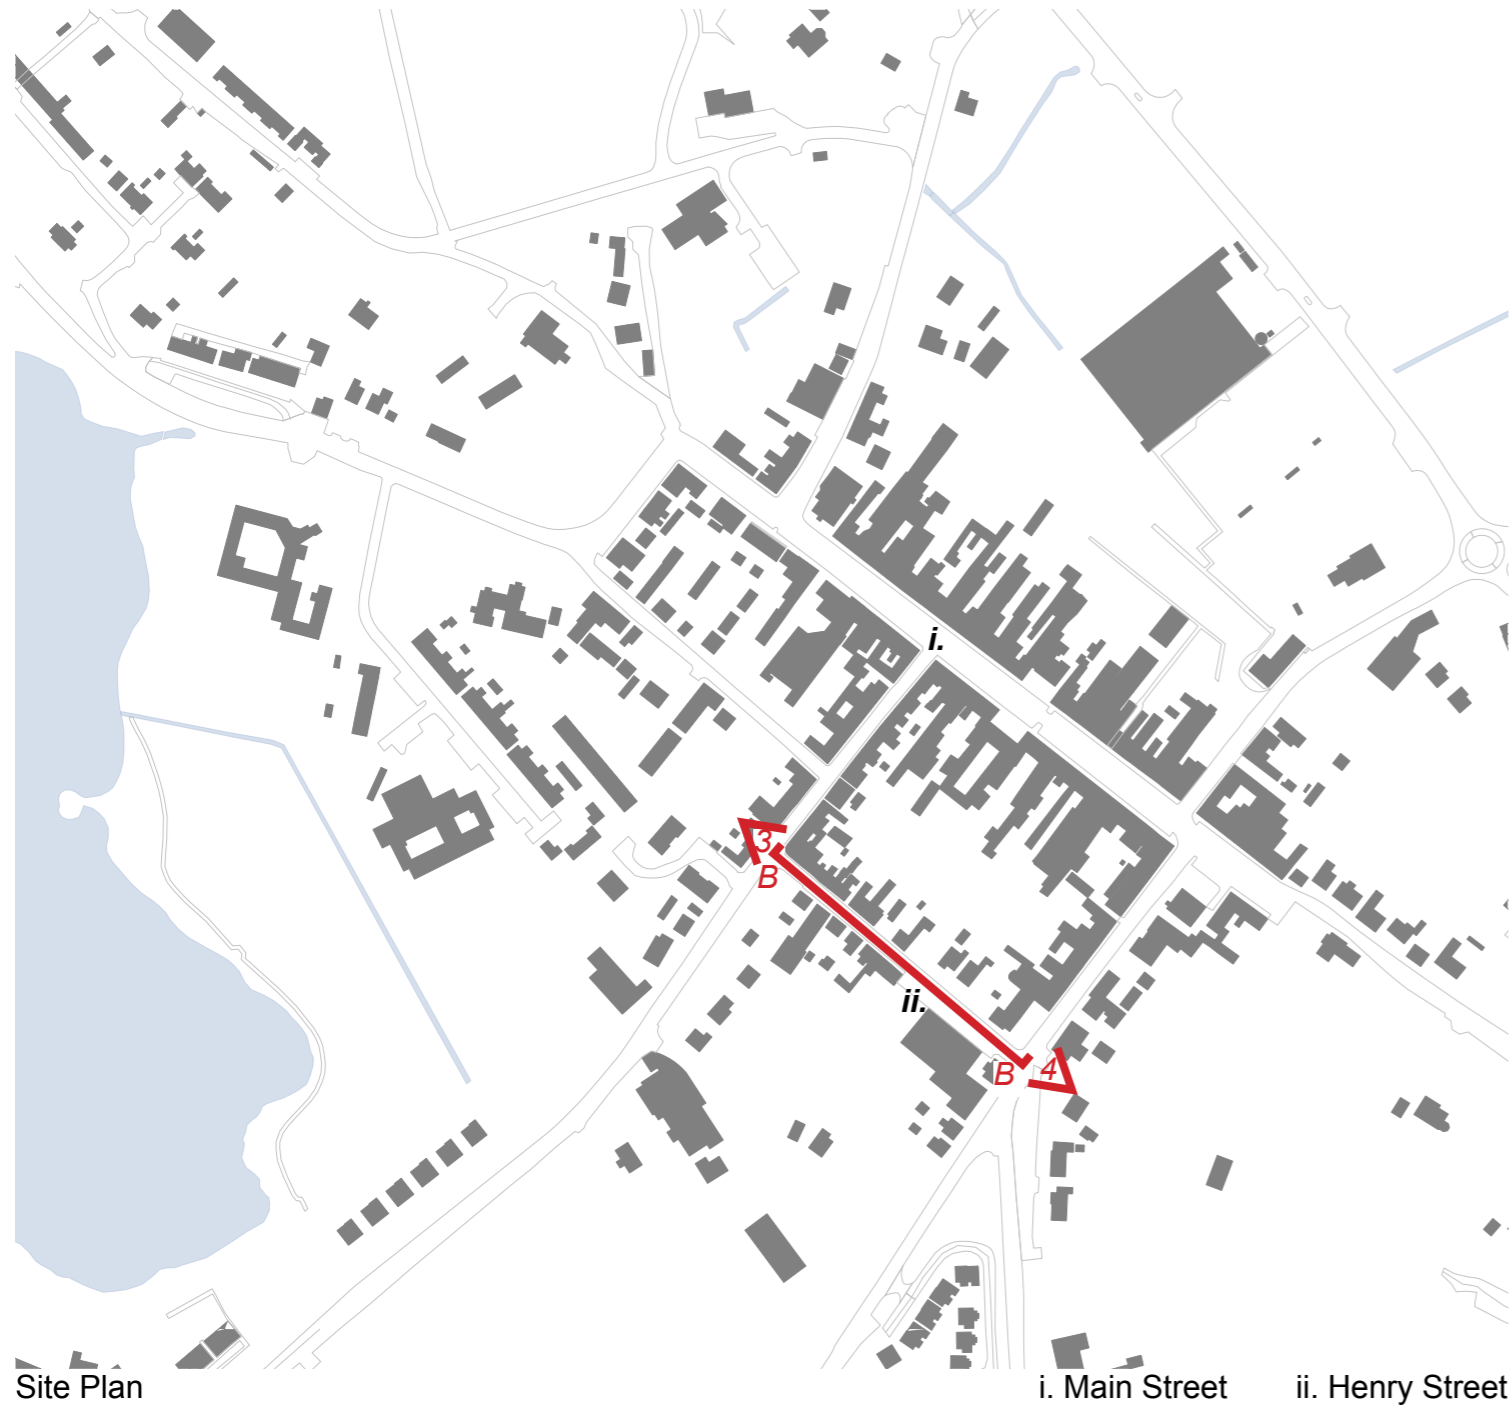 i.
3
B
ii.
B 4
Site Plan i. Main Street ii. Henry Street